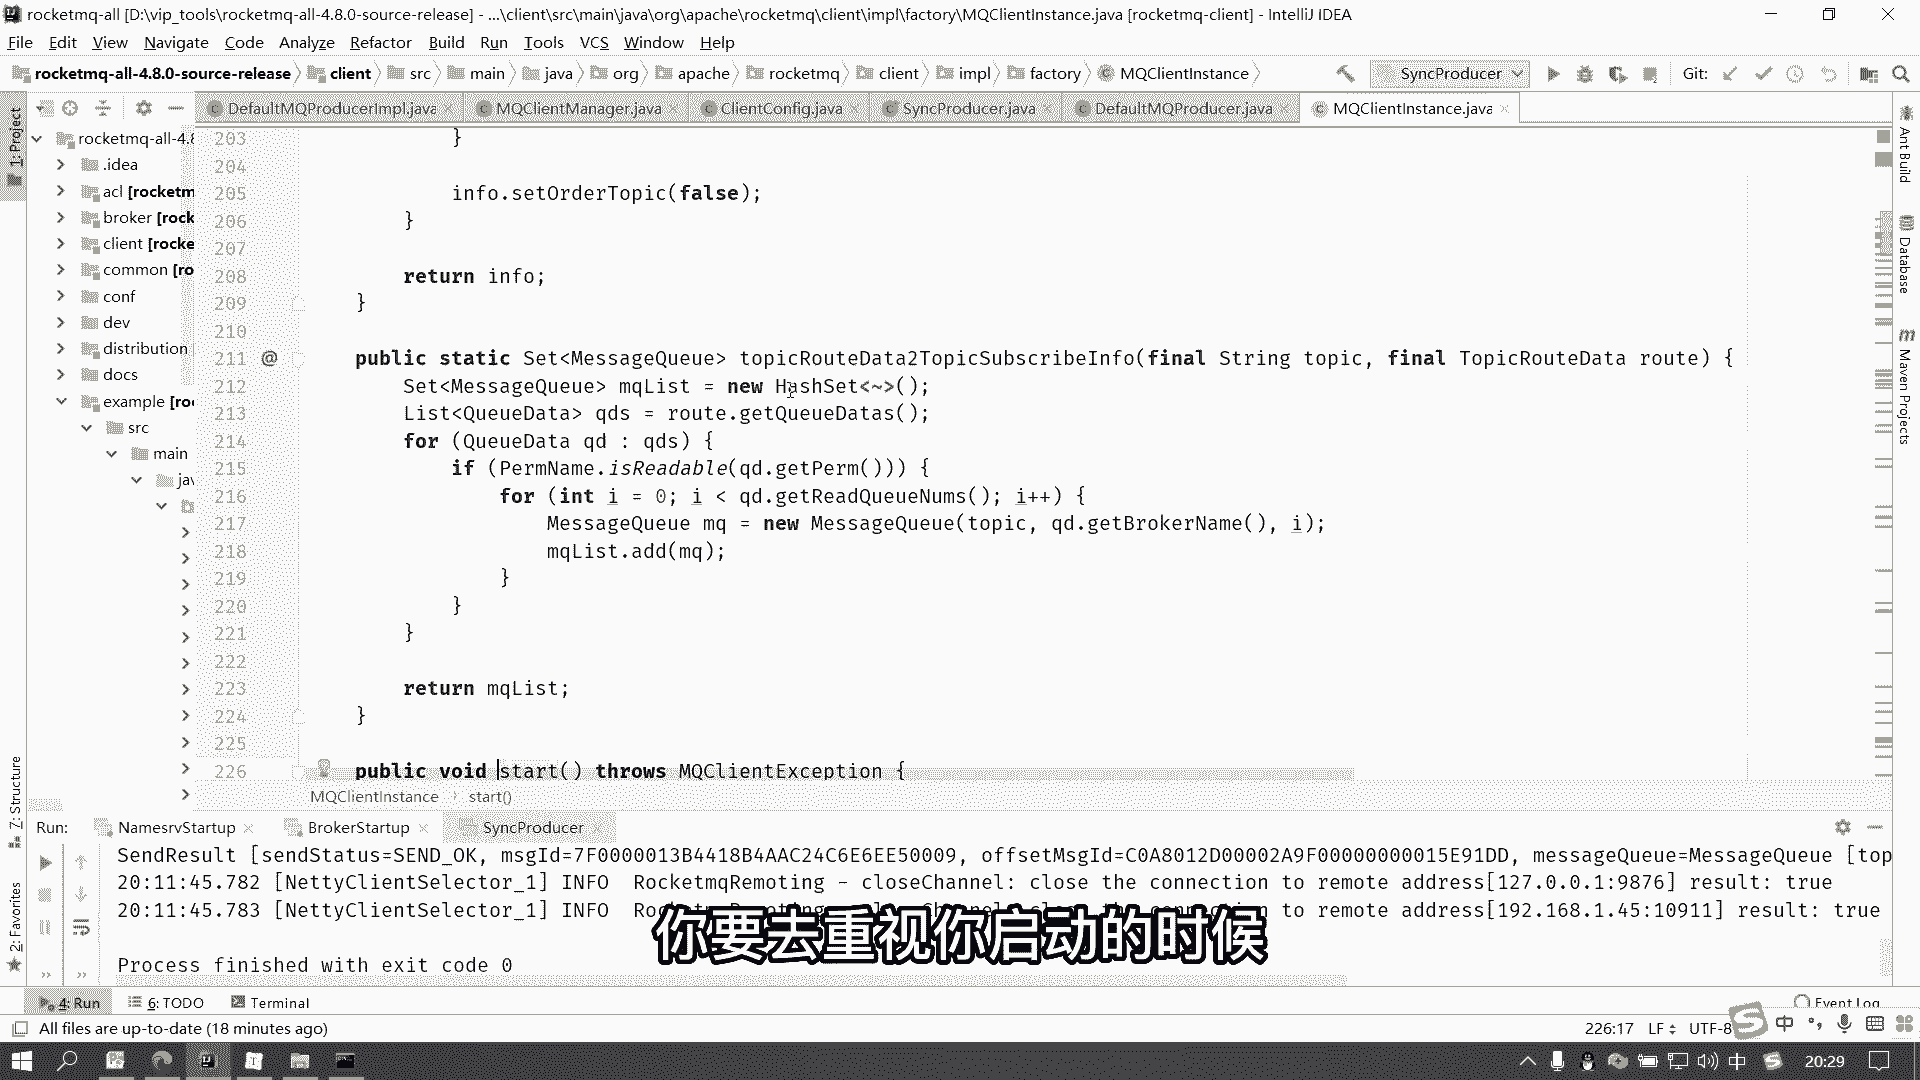 rocketmq-all [D:\vip_tools\rocketmq-all-4.8.0-source-release] - ...\client\src\main\java\org\apache\rocketmq\client\impl\factory\MQClientInstance.java [rocketmq-client] - IntelliJ IDEA
File Edit View Navigate Code Analyze Refactor Build Run Tools VCS Window Help
rocketmq-all-4.8.0-source-release client src main java org apache rocketmq client impl factory MQClientInstance SyncProducer Git:
DefaultMQProducerImpl.java MQClientManager.java ClientConfig.java SyncProducer.java DefaultMQProducer.java MQClientInstance.java
1: Project
rocketmq-all-4.8
.idea
acl [rocketm
broker [rock
client [rocke
common [ro
conf
dev
distribution
docs
example [ro
src
main
jav
203 }
204
205 info.setOrderTopic(false);
206 }
207
208 return info;
209 }
210
211 @ public static Set<MessageQueue> topicRouteData2TopicSubscribeInfo(final String topic, final TopicRouteData route) {
212 Set<MessageQueue> mqList = new HashSet<~>();
213 List<QueueData> qds = route.getQueueDatas();
214 for (QueueData qd : qds) {
215 if (PermName.isReadable(qd.getPerm())) {
216 for (int i = 0; i < qd.getReadQueueNums(); i++) {
217 MessageQueue mq = new MessageQueue(topic, qd.getBrokerName(), i);
218 mqList.add(mq);
219 }
220 }
221 }
222
223 return mqList;
224 }
225
226 public void start() throws MQClientException {
MQClientInstance start()
Ant Build
Database
Maven Projects
7: Structure
2: Favorites
Run: NamesrvStartup BrokerStartup SyncProducer
SendResult [sendStatus=SEND_OK, msgId=7F0000013B4418B4AAC24C6E6EE50009, offsetMsgId=C0A8012D00002A9F00000000015E91DD, messageQueue=MessageQueue [top
20:11:45.782 [NettyClientSelector_1] INFO RocketmqRemoting - closeChannel: close the connection to remote address[127.0.0.1:9876] result: true
20:11:45.783 [NettyClientSelector_1] INFO to remote address[192.168.1.45:10911] result: true
你要去重视你启动的时候
Process finished with exit code 0
4: Run 6: TODO Terminal Event Log
All files are up-to-date (18 minutes ago) 226:17 LF UTF-8 中
中 20:29